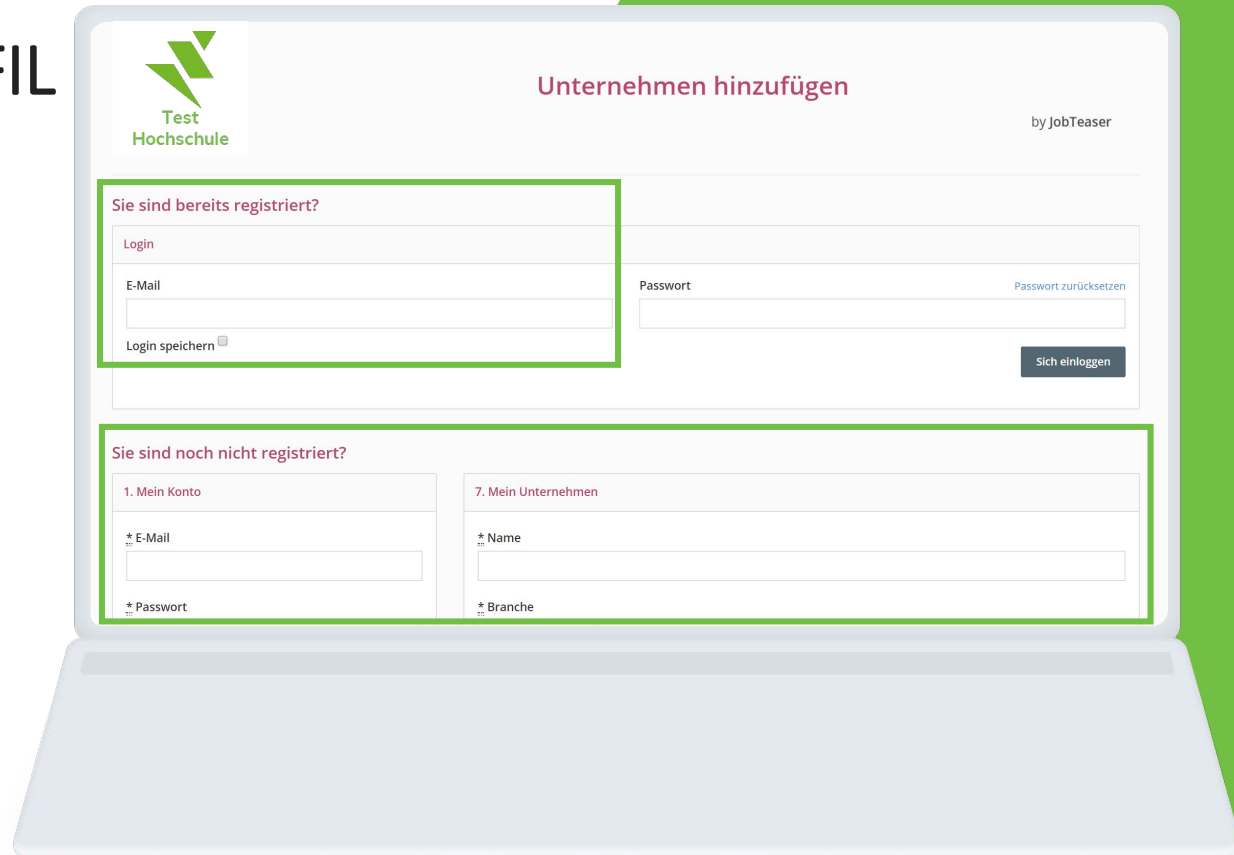 FIL
Test
Hochschule
Unternehmen hinzufügen
by JobTeaser
Sie sind bereits registriert?
Login
E-Mail
Passwort
Passwort zurücksetzen
Login speichern
Sich einloggen
Sie sind noch nicht registriert?
1. Mein Konto
7. Mein Unternehmen
* E-Mail
* Name
* Passwort
* Branche